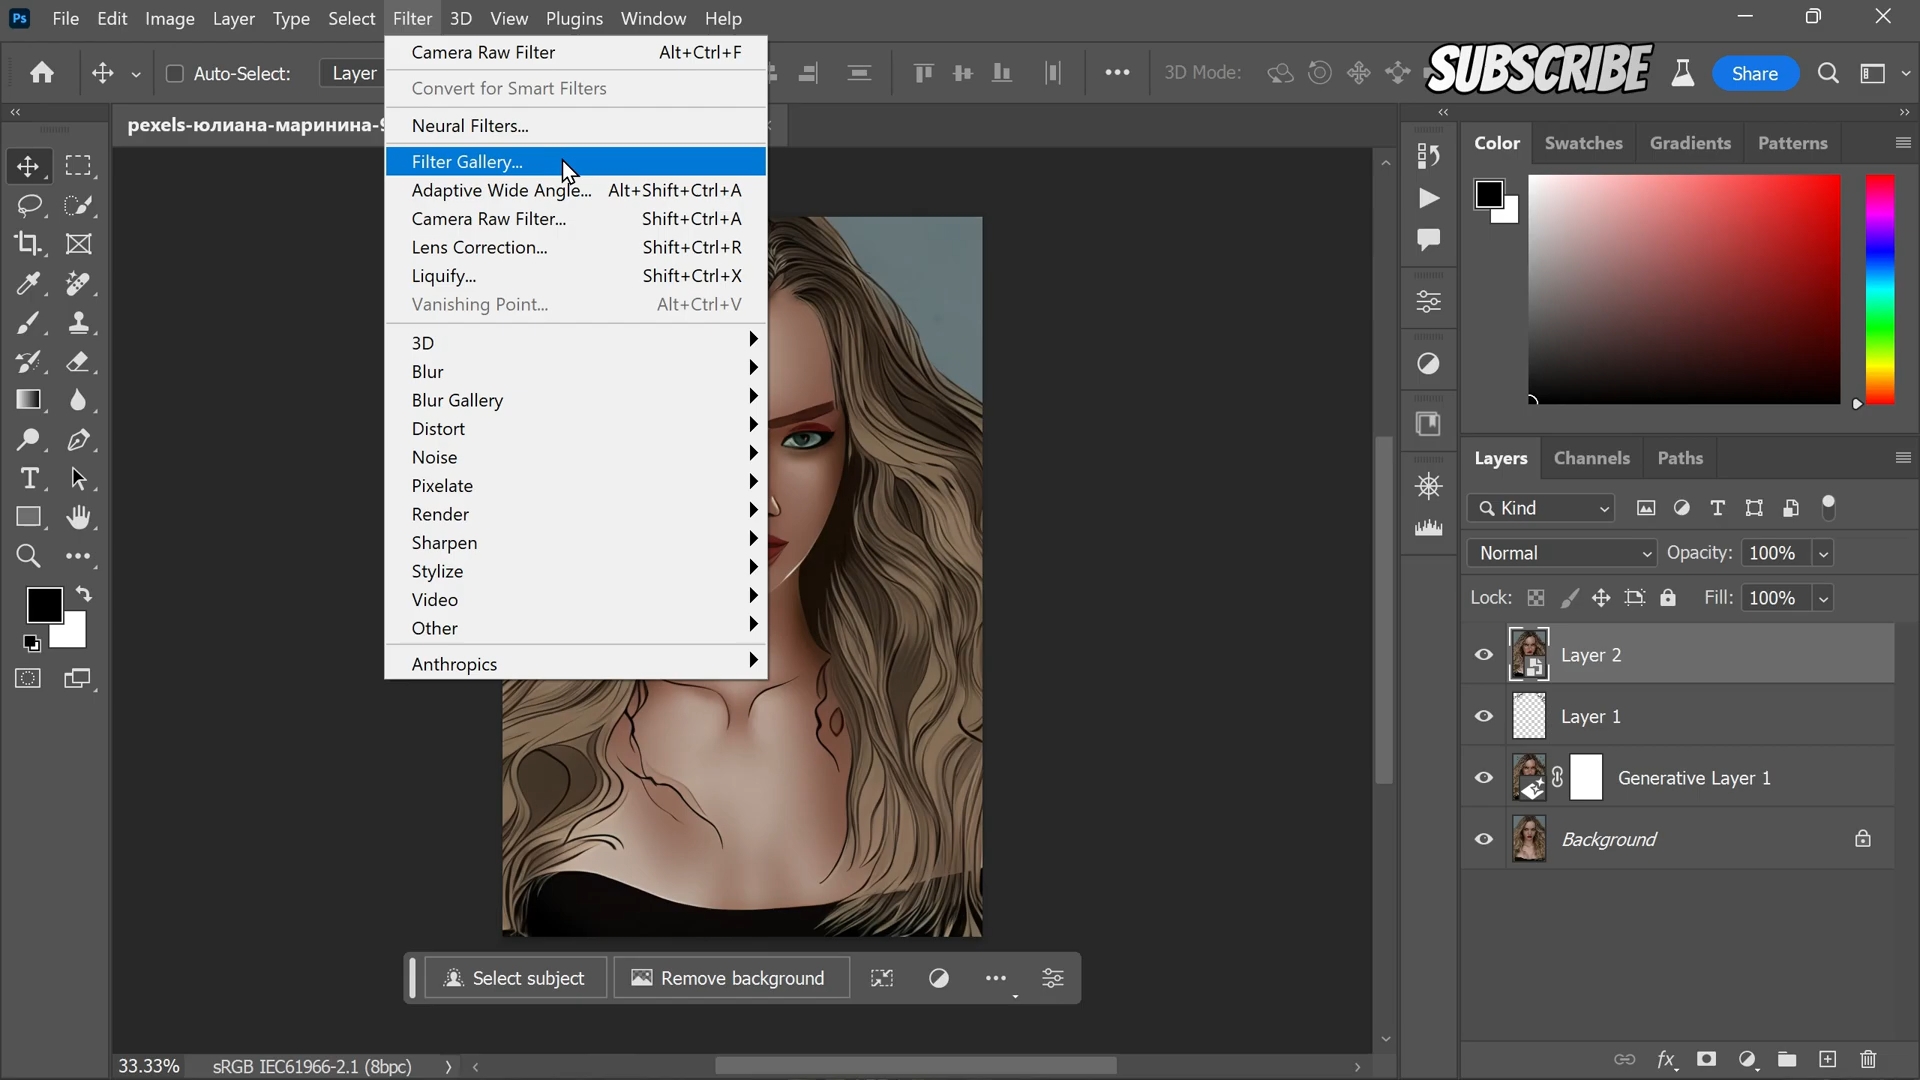 Ps File Edit Image Layer Type Select Filter 3D View Plugins Window Help
Auto-Select: Layer
3D Mode:
SUBSCRIBE
Share
pexels-юлиана-маринина-9
Camera Raw Filter Alt+Ctrl+F
Convert for Smart Filters
Neural Filters...
Filter Gallery...
Adaptive Wide Angle... Alt+Shift+Ctrl+A
Camera Raw Filter... Shift+Ctrl+A
Lens Correction... Shift+Ctrl+R
Liquify... Shift+Ctrl+X
Vanishing Point... Alt+Ctrl+V
3D
Blur
Blur Gallery
Distort
Noise
Pixelate
Render
Sharpen
Stylize
Video
Other
Anthropics
Color Swatches Gradients Patterns
Layers Channels Paths
Kind
Normal Opacity: 100%
Lock: Fill: 100%
Layer 2
Layer 1
Generative Layer 1
Background
Select subject Remove background
33.33% sRGB IEC61966-2.1 (8bpc)